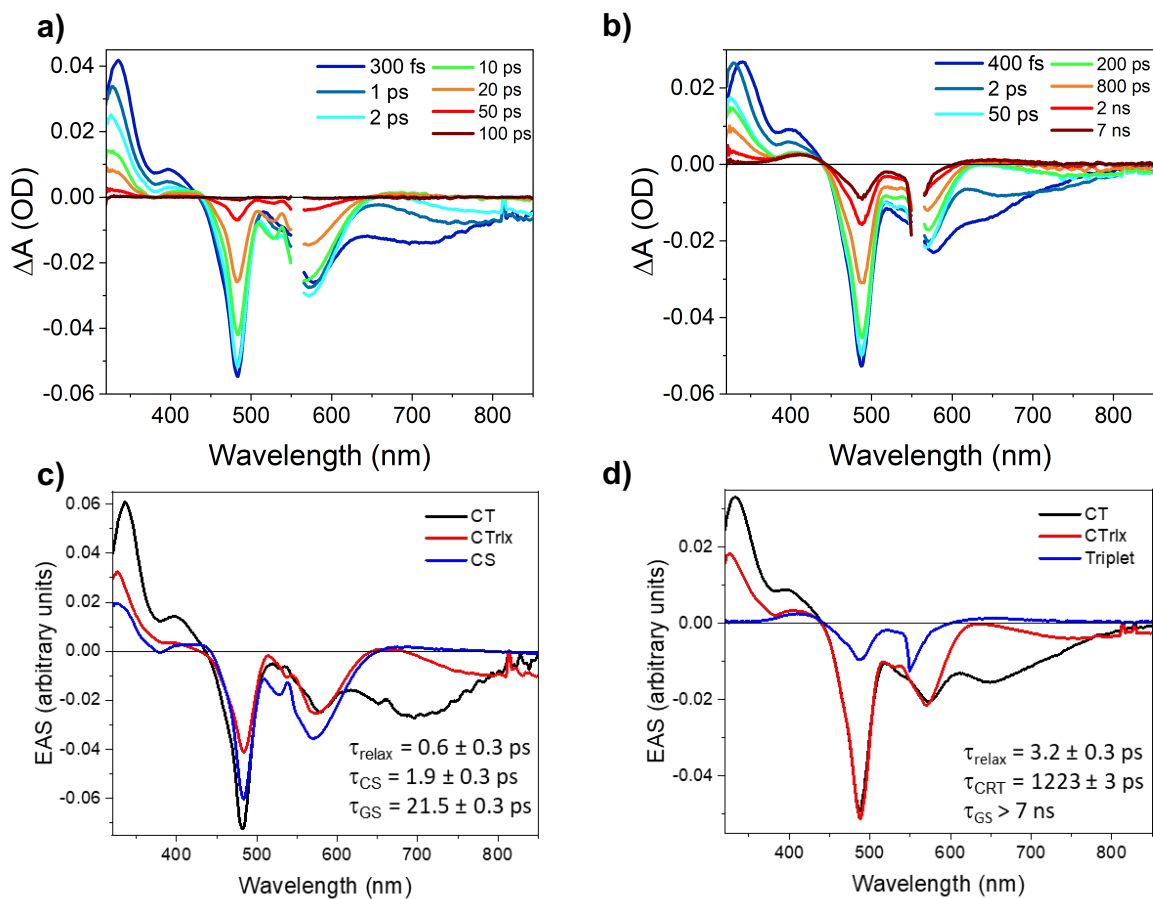 a)
0.04
0.02
0.00
-0.02
-0.04
-0.06
ΔA (OD)
300 fs
1 ps
2 ps
10 ps
20 ps
50 ps
100 ps
400 500 600 700 800
Wavelength (nm)
b)
0.04
0.02
0.00
-0.02
-0.04
-0.06
ΔA (OD)
400 fs
2 ps
50 ps
200 ps
800 ps
2 ns
7 ns
400 500 600 700 800
Wavelength (nm)
c)
0.06
0.04
0.02
0.00
-0.02
-0.04
-0.06
EAS (arbitrary units)
CT
CTrlx
CS
τrelax = 0.6 ± 0.3 ps
τCS = 1.9 ± 0.3 ps
τGS = 21.5 ± 0.3 ps
400 500 600 700 800
Wavelength (nm)
d)
0.02
0.00
-0.02
-0.04
EAS (arbitrary units)
CT
CTrlx
Triplet
τrelax = 3.2 ± 0.3 ps
τCRT = 1223 ± 3 ps
τGS > 7 ns
400 500 600 700 800
Wavelength (nm)